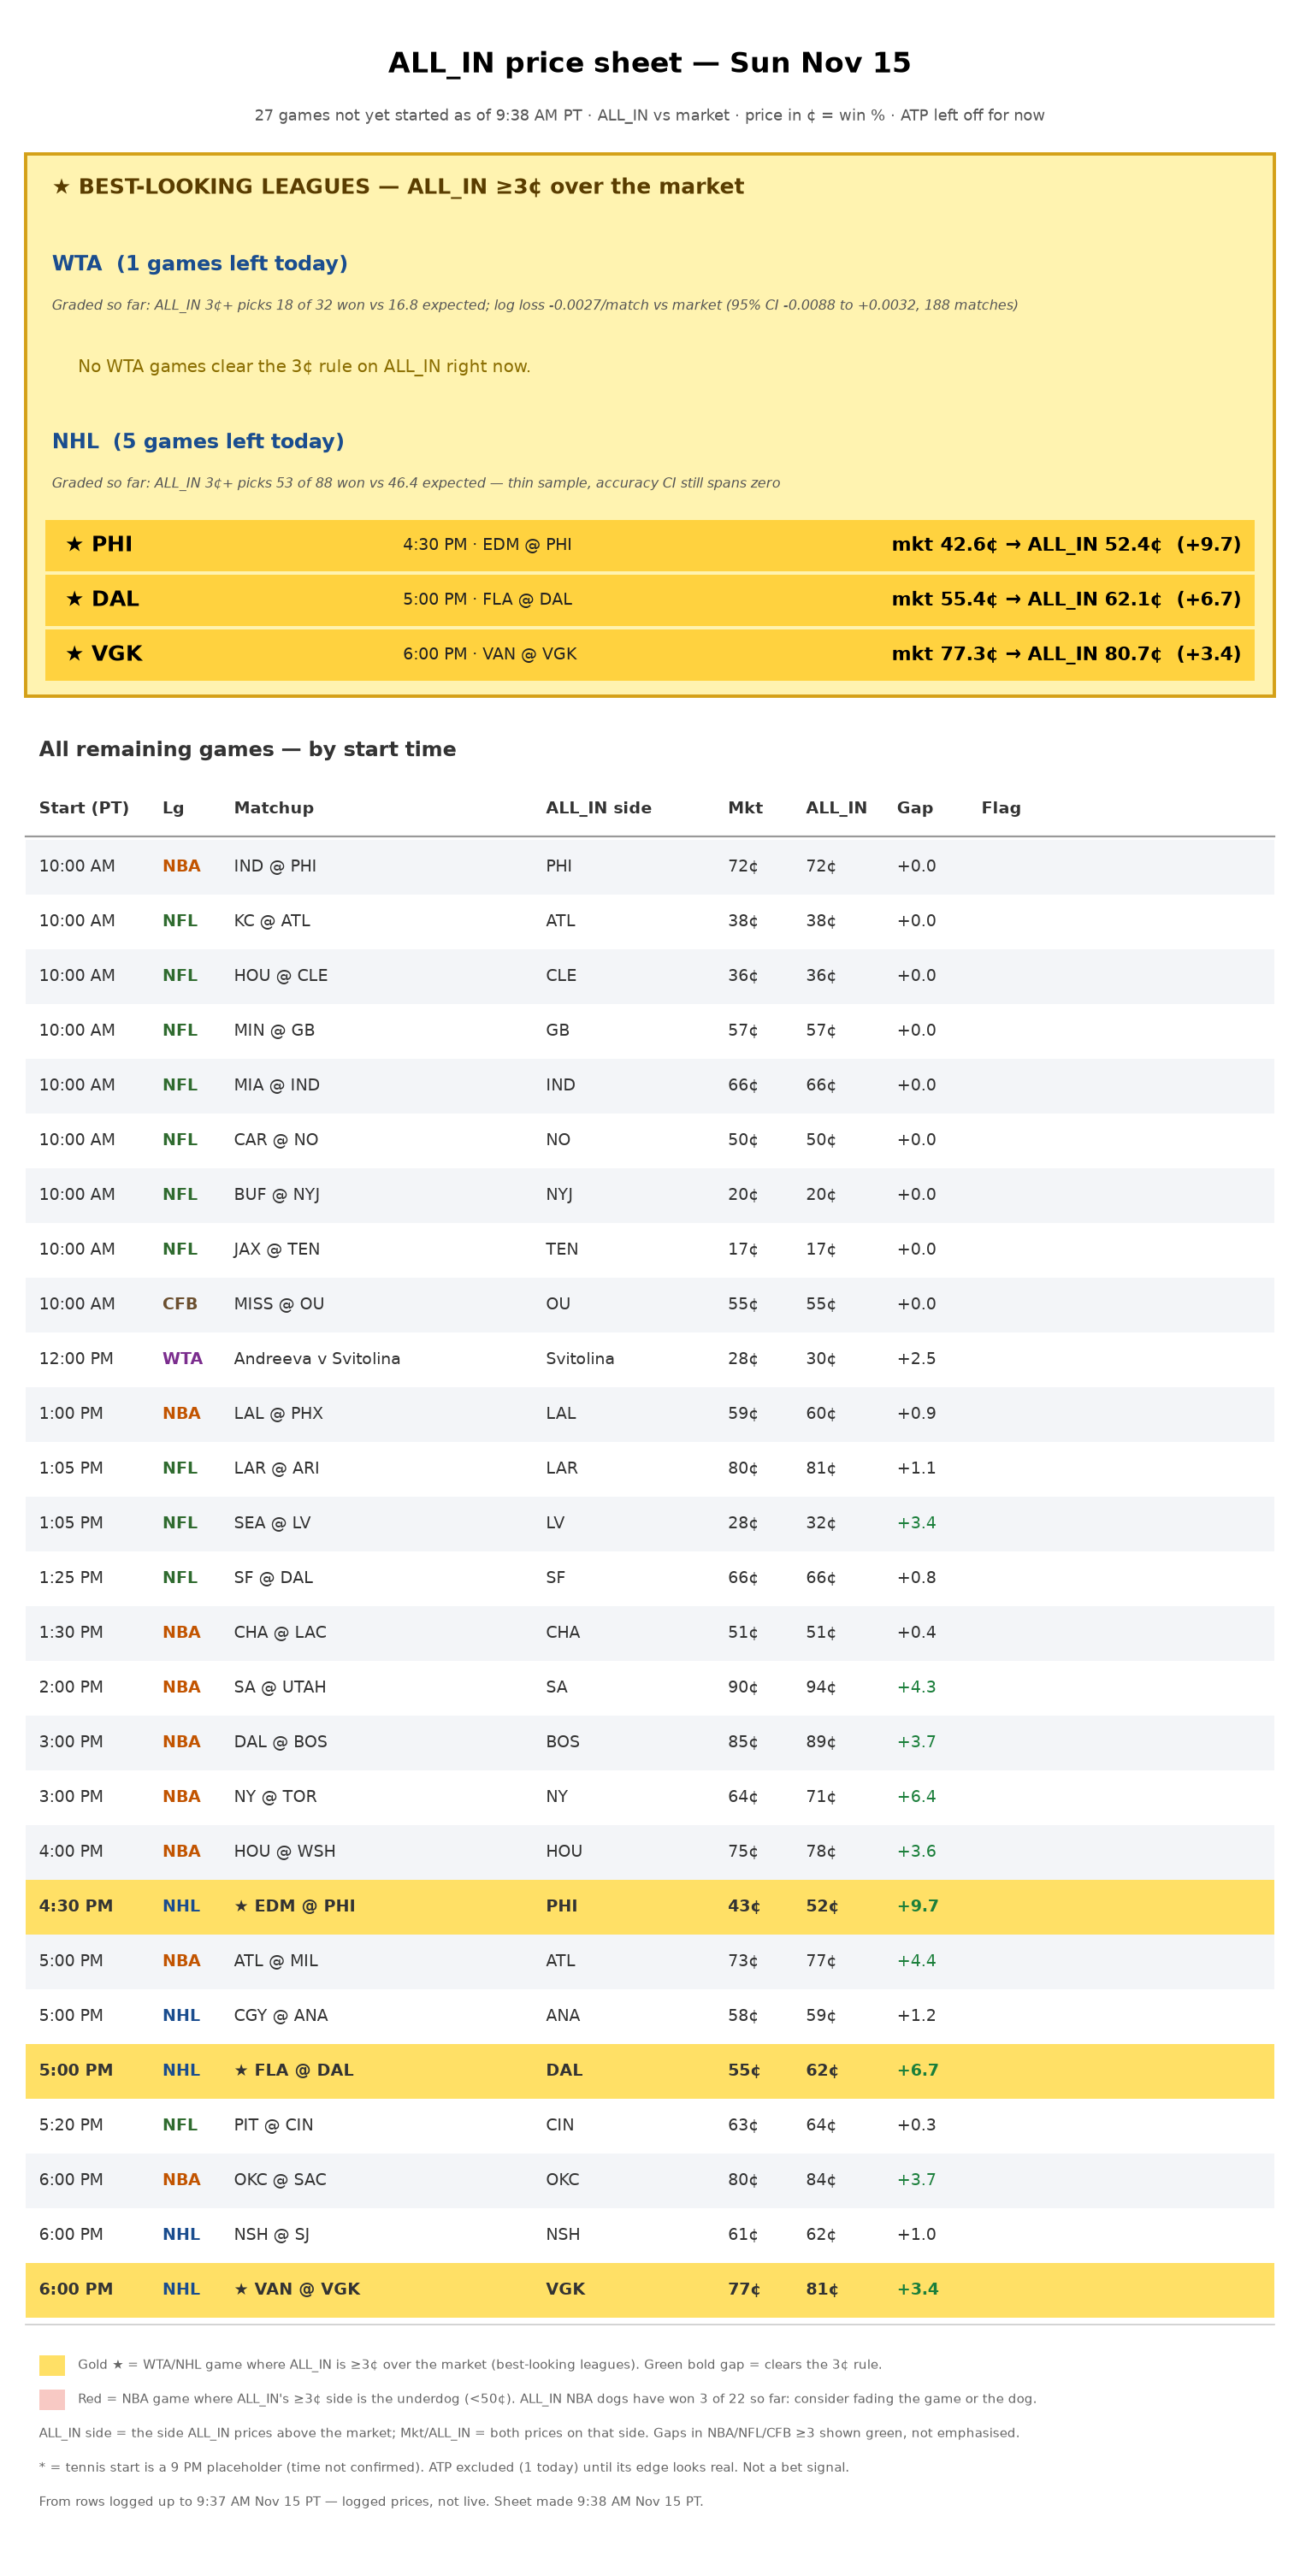 ALL_IN price sheet — Sun Nov 15
27 games not yet started as of 9:38 AM PT · ALL_IN vs market · price in ¢ = win % · ATP left off for now
★ BEST-LOOKING LEAGUES — ALL_IN ≥3¢ over the market
WTA (1 games left today)
Graded so far: ALL_IN 3¢+ picks 18 of 32 won vs 16.8 expected; log loss -0.0027/match vs market (95% CI -0.0088 to +0.0032, 188 matches)
No WTA games clear the 3¢ rule on ALL_IN right now.
NHL (5 games left today)
Graded so far: ALL_IN 3¢+ picks 53 of 88 won vs 46.4 expected — thin sample, accuracy CI still spans zero
★ PHI 4:30 PM · EDM @ PHI mkt 42.6¢ → ALL_IN 52.4¢ (+9.7)
★ DAL 5:00 PM · FLA @ DAL mkt 55.4¢ → ALL_IN 62.1¢ (+6.7)
★ VGK 6:00 PM · VAN @ VGK mkt 77.3¢ → ALL_IN 80.7¢ (+3.4)
All remaining games — by start time
Start (PT) Lg Matchup ALL_IN side Mkt ALL_IN Gap Flag
10:00 AM NBA IND @ PHI PHI 72¢ 72¢ +0.0
10:00 AM NFL KC @ ATL ATL 38¢ 38¢ +0.0
10:00 AM NFL HOU @ CLE CLE 36¢ 36¢ +0.0
10:00 AM NFL MIN @ GB GB 57¢ 57¢ +0.0
10:00 AM NFL MIA @ IND IND 66¢ 66¢ +0.0
10:00 AM NFL CAR @ NO NO 50¢ 50¢ +0.0
10:00 AM NFL BUF @ NYJ NYJ 20¢ 20¢ +0.0
10:00 AM NFL JAX @ TEN TEN 17¢ 17¢ +0.0
10:00 AM CFB MISS @ OU OU 55¢ 55¢ +0.0
12:00 PM WTA Andreeva v Svitolina Svitolina 28¢ 30¢ +2.5
1:00 PM NBA LAL @ PHX LAL 59¢ 60¢ +0.9
1:05 PM NFL LAR @ ARI LAR 80¢ 81¢ +1.1
1:05 PM NFL SEA @ LV LV 28¢ 32¢ +3.4
1:25 PM NFL SF @ DAL SF 66¢ 66¢ +0.8
1:30 PM NBA CHA @ LAC CHA 51¢ 51¢ +0.4
2:00 PM NBA SA @ UTAH SA 90¢ 94¢ +4.3
3:00 PM NBA DAL @ BOS BOS 85¢ 89¢ +3.7
3:00 PM NBA NY @ TOR NY 64¢ 71¢ +6.4
4:00 PM NBA HOU @ WSH HOU 75¢ 78¢ +3.6
4:30 PM NHL ★ EDM @ PHI PHI 43¢ 52¢ +9.7
5:00 PM NBA ATL @ MIL ATL 73¢ 77¢ +4.4
5:00 PM NHL CGY @ ANA ANA 58¢ 59¢ +1.2
5:00 PM NHL ★ FLA @ DAL DAL 55¢ 62¢ +6.7
5:20 PM NFL PIT @ CIN CIN 63¢ 64¢ +0.3
6:00 PM NBA OKC @ SAC OKC 80¢ 84¢ +3.7
6:00 PM NHL NSH @ SJ NSH 61¢ 62¢ +1.0
6:00 PM NHL ★ VAN @ VGK VGK 77¢ 81¢ +3.4
Gold ★ = WTA/NHL game where ALL_IN is ≥3¢ over the market (best-looking leagues). Green bold gap = clears the 3¢ rule.
Red = NBA game where ALL_IN's ≥3¢ side is the underdog (<50¢). ALL_IN NBA dogs have won 3 of 22 so far: consider fading the game or the dog.
ALL_IN side = the side ALL_IN prices above the market; Mkt/ALL_IN = both prices on that side. Gaps in NBA/NFL/CFB ≥3 shown green, not emphasised.
* = tennis start is a 9 PM placeholder (time not confirmed). ATP excluded (1 today) until its edge looks real. Not a bet signal.
From rows logged up to 9:37 AM Nov 15 PT — logged prices, not live. Sheet made 9:38 AM Nov 15 PT.